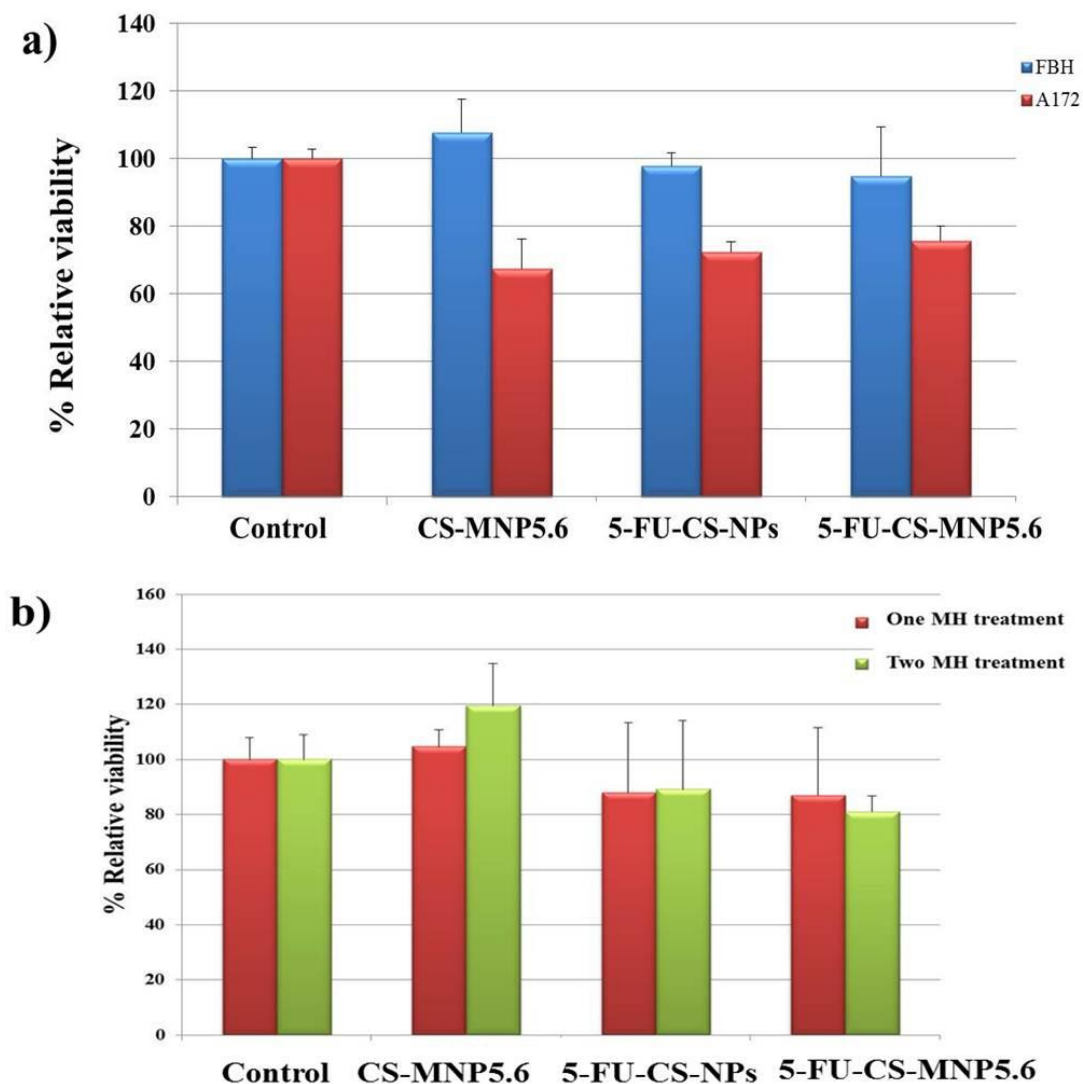 a)
% Relative viability
140
120
100
80
60
40
20
0
FBH
A172
Control CS-MNP5.6 5-FU-CS-NPs 5-FU-CS-MNP5.6
b)
% Relative viability
160
140
120
100
80
60
40
20
0
One MH treatment
Two MH treatment
Control CS-MNP5.6 5-FU-CS-NPs 5-FU-CS-MNP5.6